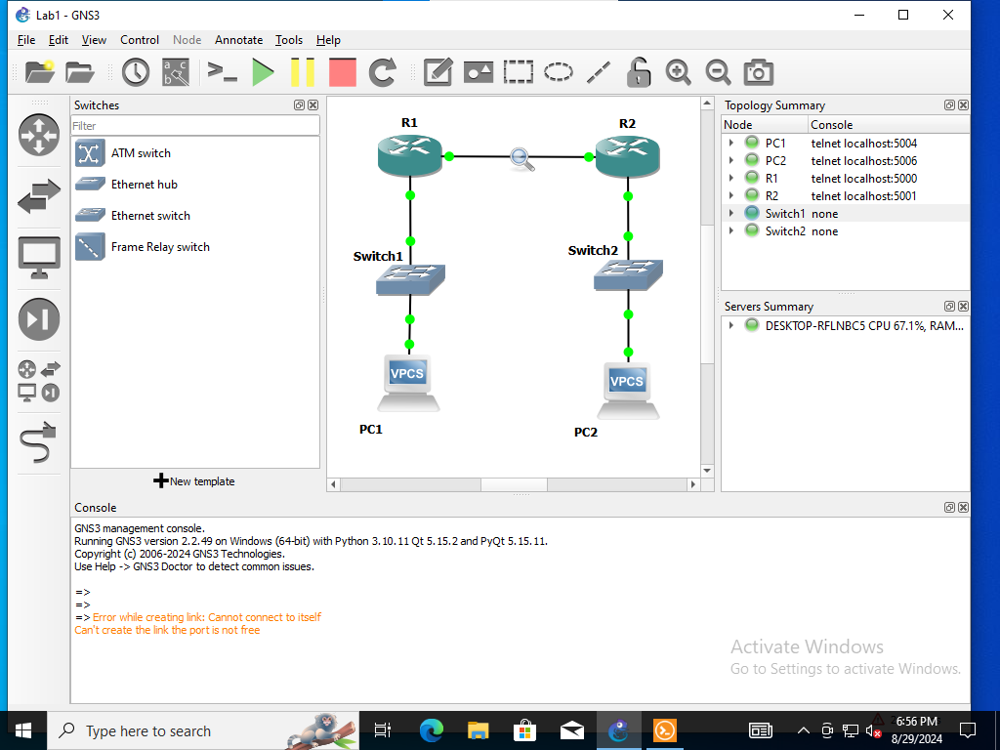 Lab1 - GNS3
File Edit View Control Node Annotate Tools Help
a c
b
Switches
Filter
ATM switch
Ethernet hub
Ethernet switch
Frame Relay switch
New template
R1
R2
Switch1
Switch2
VPCS
VPCS
PC1
PC2
Topology Summary
Node Console
PC1 telnet localhost:5004
PC2 telnet localhost:5006
R1 telnet localhost:5000
R2 telnet localhost:5001
Switch1 none
Switch2 none
Servers Summary
DESKTOP-RFLNBC5 CPU 67.1%, RAM...
Console
GNS3 management console.
Running GNS3 version 2.2.49 on Windows (64-bit) with Python 3.10.11 Qt 5.15.2 and PyQt 5.15.11.
Copyright (c) 2006-2024 GNS3 Technologies.
Use Help -> GNS3 Doctor to detect common issues.
=>
=>
=> Error while creating link: Cannot connect to itself
Can't create the link the port is not free
Activate Windows
Go to Settings to activate Windows.
Type here to search
6:56 PM
8/29/2024